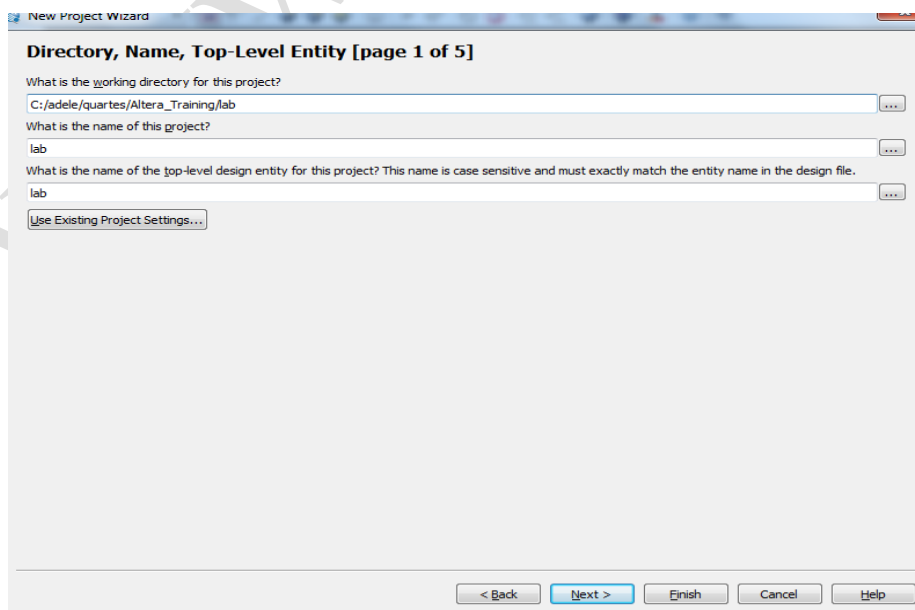 New Project Wizard
Directory, Name, Top-Level Entity [page 1 of 5]
What is the working directory for this project?
C:/adele/quartes/Altera_Training/lab
...
What is the name of this project?
lab
...
What is the name of the top-level design entity for this project? This name is case sensitive and must exactly match the entity name in the design file.
lab
...
Use Existing Project Settings...
< Back Next > Finish Cancel Help